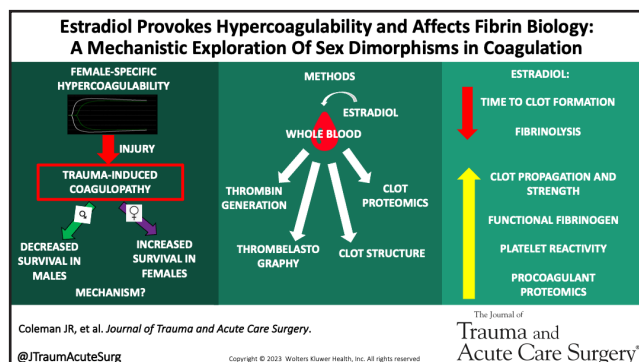 Estradiol Provokes Hypercoagulability and Affects Fibrin Biology:
A Mechanistic Exploration Of Sex Dimorphisms in Coagulation
FEMALE-SPECIFIC
HYPERCOAGULABILITY
INJURY
TRAUMA-INDUCED
COAGULOPATHY
DECREASED
SURVIVAL IN
MALES
INCREASED
SURVIVAL IN
FEMALES
MECHANISM?
METHODS
ESTRADIOL
WHOLE BLOOD
THROMBIN
GENERATION
CLOT
PROTEOMICS
THROMBELASTO
GRAPHY
CLOT STRUCTURE
ESTRADIOL:
TIME TO CLOT FORMATION
FIBRINOLYSIS
CLOT PROPAGATION AND
STRENGTH
FUNCTIONAL FIBRINOGEN
PLATELET REACTIVITY
PROCOAGULANT
PROTEOMICS
Coleman JR, et al. Journal of Trauma and Acute Care Surgery.
@JTraumAcuteSurg
Copyright © 2023 Wolters Kluwer Health, Inc. All rights reserved
The Journal of
Trauma and
Acute Care Surgery®